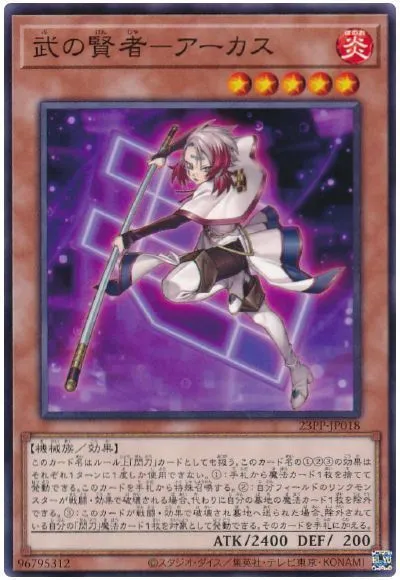 武の賢者－アーカス
炎
23PP-JP018
【機械族／効果】
このカード名はルール上「閃刀」カードとしても扱う。このカード名の①②③の効果は
それぞれ1ターンに1度しか使用できない。①：手札から魔法カード1枚を捨てて
発動できる。このカードを手札から特殊召喚する。②：自分フィールドのリンクモン
スターが戦闘・効果で破壊される場合、代わりに自分の墓地の魔法カード1枚を除外
できる。③：このカードが戦闘・効果で破壊され墓地へ送られた場合、除外されて
いる自分の「閃刀」魔法カード1枚を対象として発動できる。そのカードを手札に加える。
ATK/2400 DEF/ 200
96795312
©スタジオ・ダイス／集英社・テレビ東京・KONAMI